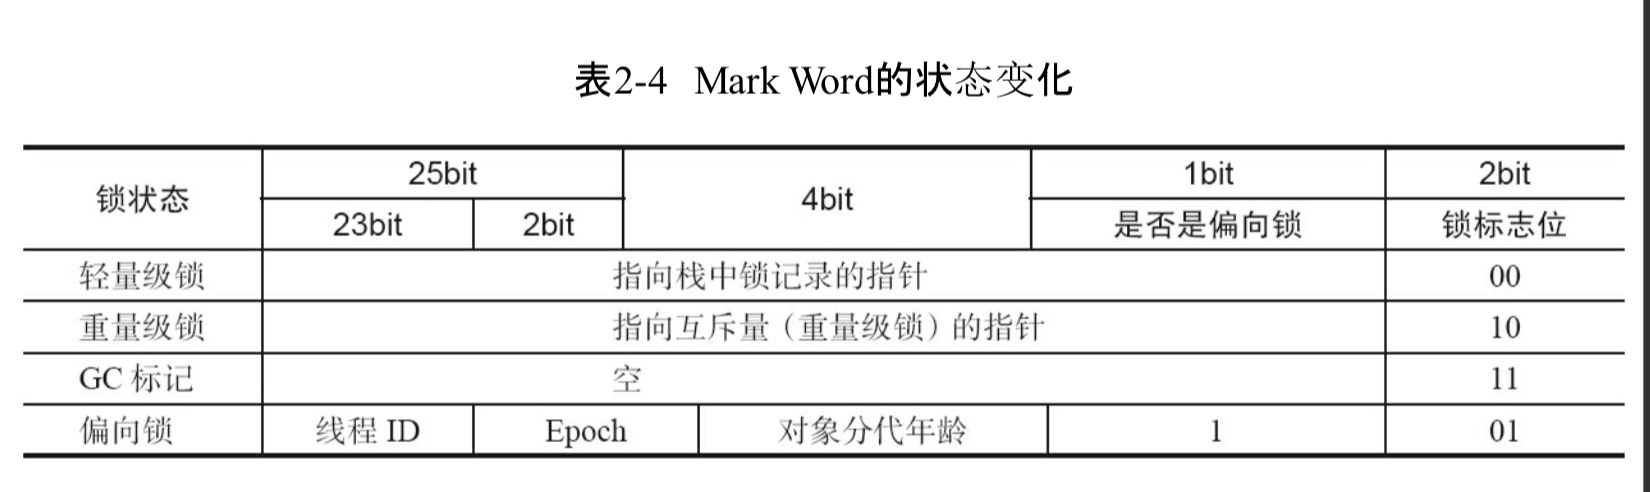 表2-4 Mark Word的状态变化
锁状态 25bit 4bit 1bit 2bit
23bit 2bit 是否是偏向锁 锁标志位
轻量级锁 指向栈中锁记录的指针 00
重量级锁 指向互斥量（重量级锁）的指针 10
GC 标记 空 11
偏向锁 线程 ID Epoch 对象分代年龄 1 01